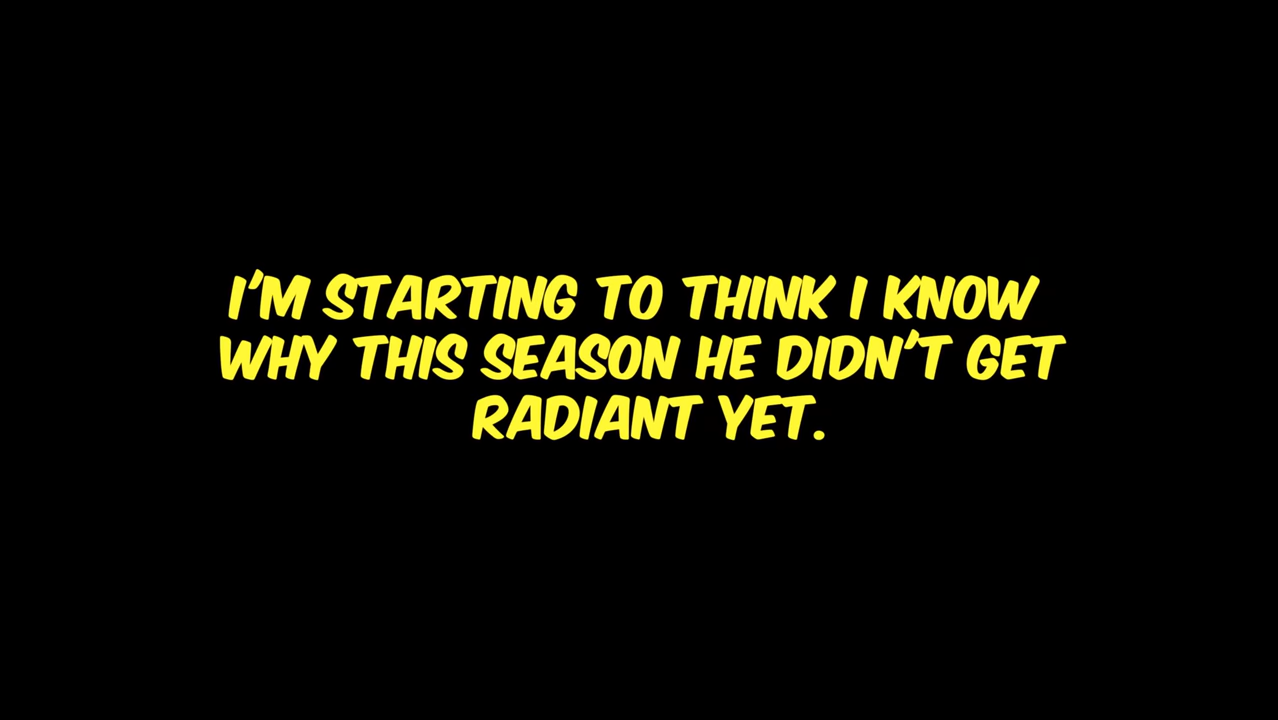 I'M STARTING TO THINK I KNOW
WHY THIS SEASON HE DIDN'T GET
RADIANT YET.